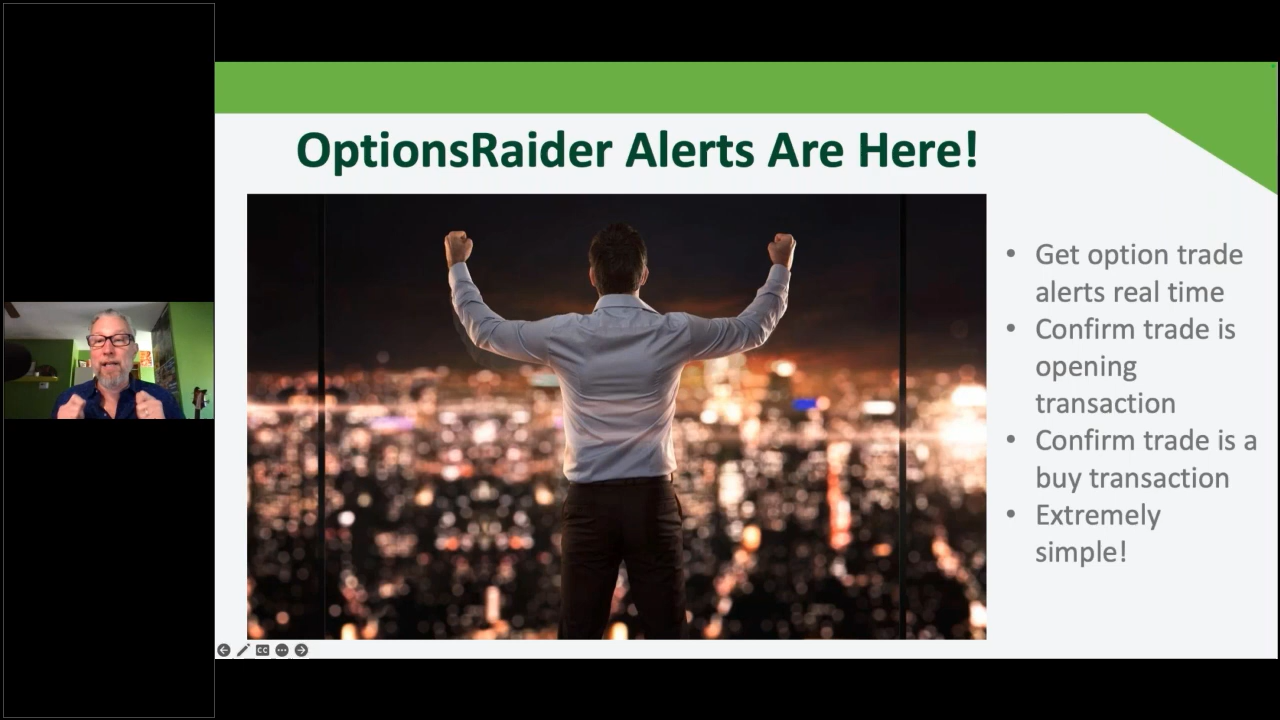 OptionsRaider Alerts Are Here!
• Get option trade
alerts real time
• Confirm trade is
opening
transaction
• Confirm trade is a
buy transaction
• Extremely
simple!
CC